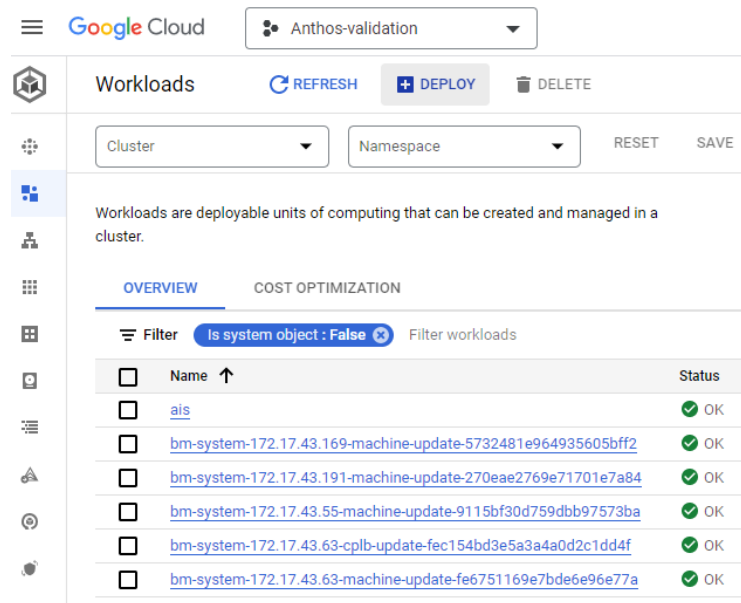 Google Cloud
Anthos-validation
Workloads
REFRESH
DEPLOY
DELETE
Cluster
Namespace
RESET
SAVE
Workloads are deployable units of computing that can be created and managed in a
cluster.
OVERVIEW
COST OPTIMIZATION
Filter
Is system object : False
Filter workloads
Name
Status
ais
OK
bm-system-172.17.43.169-machine-update-5732481e964935605bff2
OK
bm-system-172.17.43.191-machine-update-270eae2769e71701e7a84
OK
bm-system-172.17.43.55-machine-update-9115bf30d759dbb97573ba
OK
bm-system-172.17.43.63-cplb-update-fec154bd3e5a3a4a0d2c1dd4f
OK
bm-system-172.17.43.63-machine-update-fe6751169e7bde6e96e77a
OK